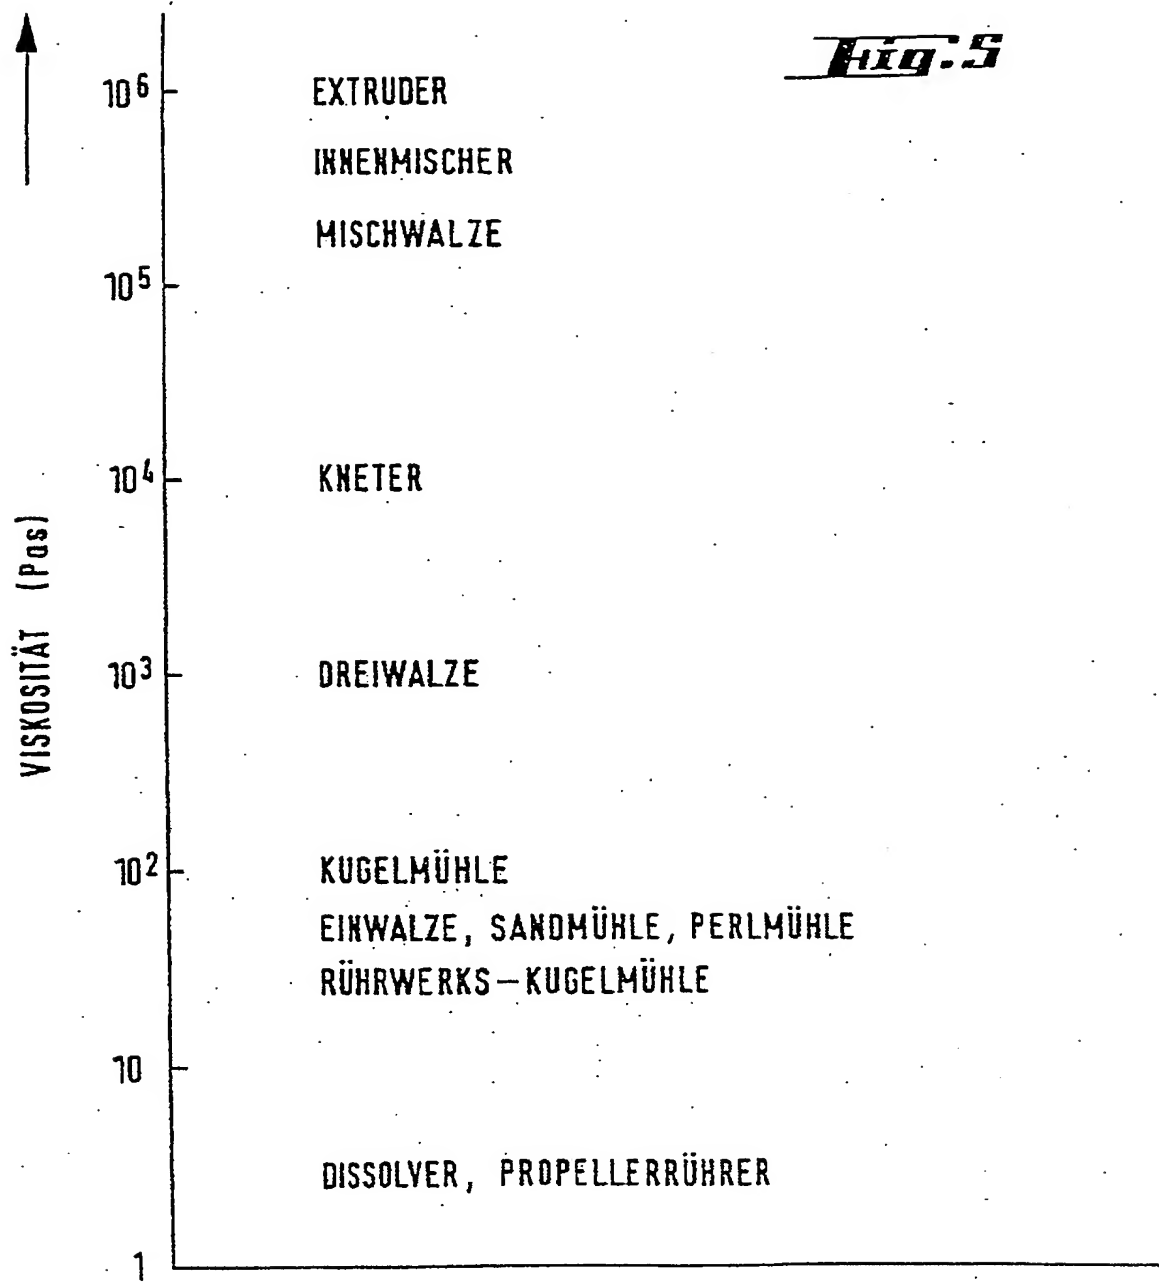 Fig. 5
10⁶ EXTRUDER
INNENMISCHER
MISCHWALZE
10⁵
10⁴ KNETER
VISKOSITÄT (Pas)
10³ DREIWALZE
10² KUGELMÜHLE
EINWALZE, SANDMÜHLE, PERLMÜHLE
RÜHRWERKS-KUGELMÜHLE
10
DISSOLVER, PROPELLERRÜHRER
1